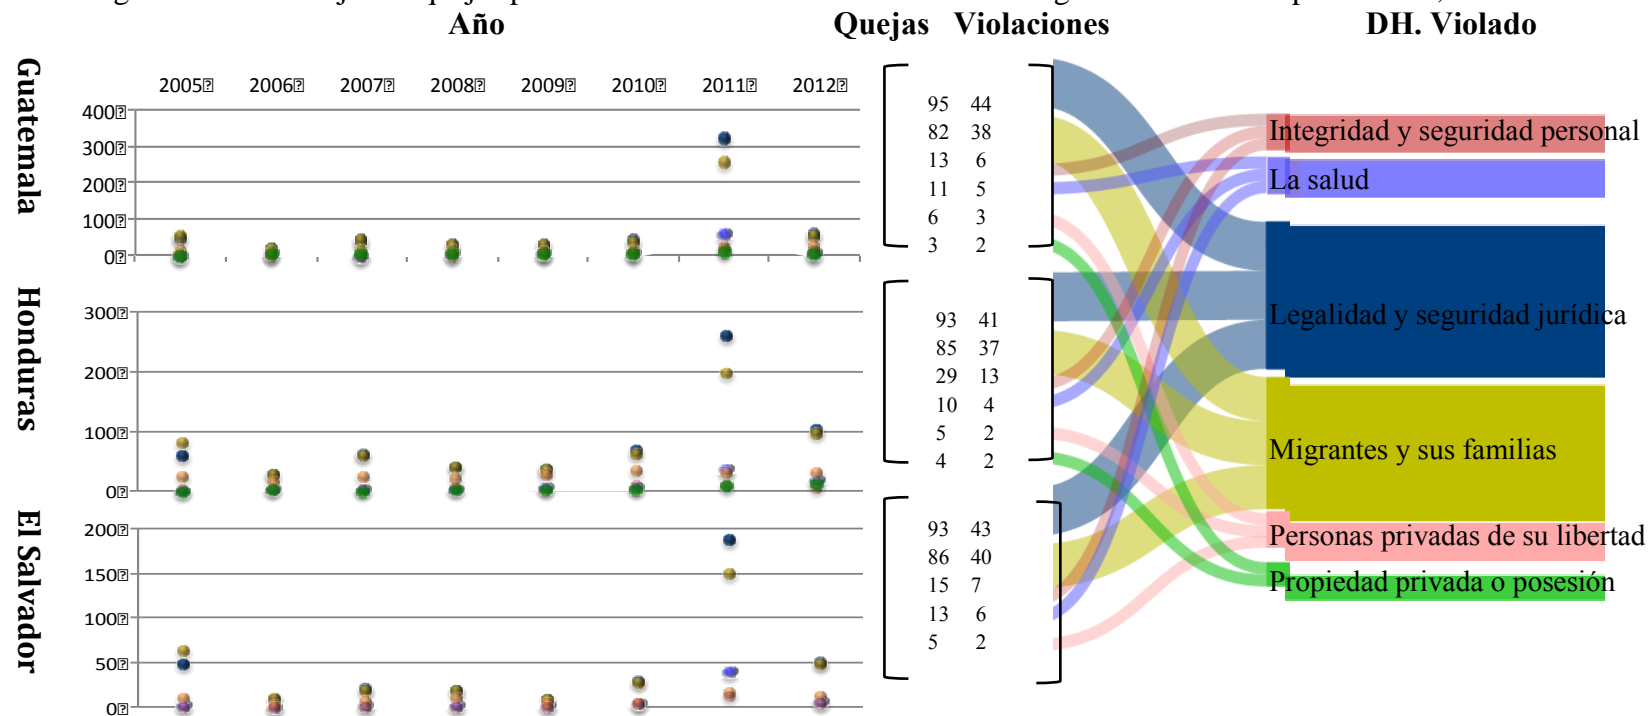 Año Quejas Violaciones DH. Violado
Guatemala
2005 2006 2007 2008 2009 2010 2011 2012
400
300
200
100
0
95 44
82 38
13 6
11 5
6 3
3 2
Honduras
300
200
100
0
93 41
85 37
29 13
10 4
5 2
4 2
El Salvador
200
150
100
50
0
93 43
86 40
15 7
13 6
5 2
Integridad y seguridad personal
La salud
Legalidad y seguridad jurídica
Migrantes y sus familias
Personas privadas de su libertad
Propiedad privada o posesión